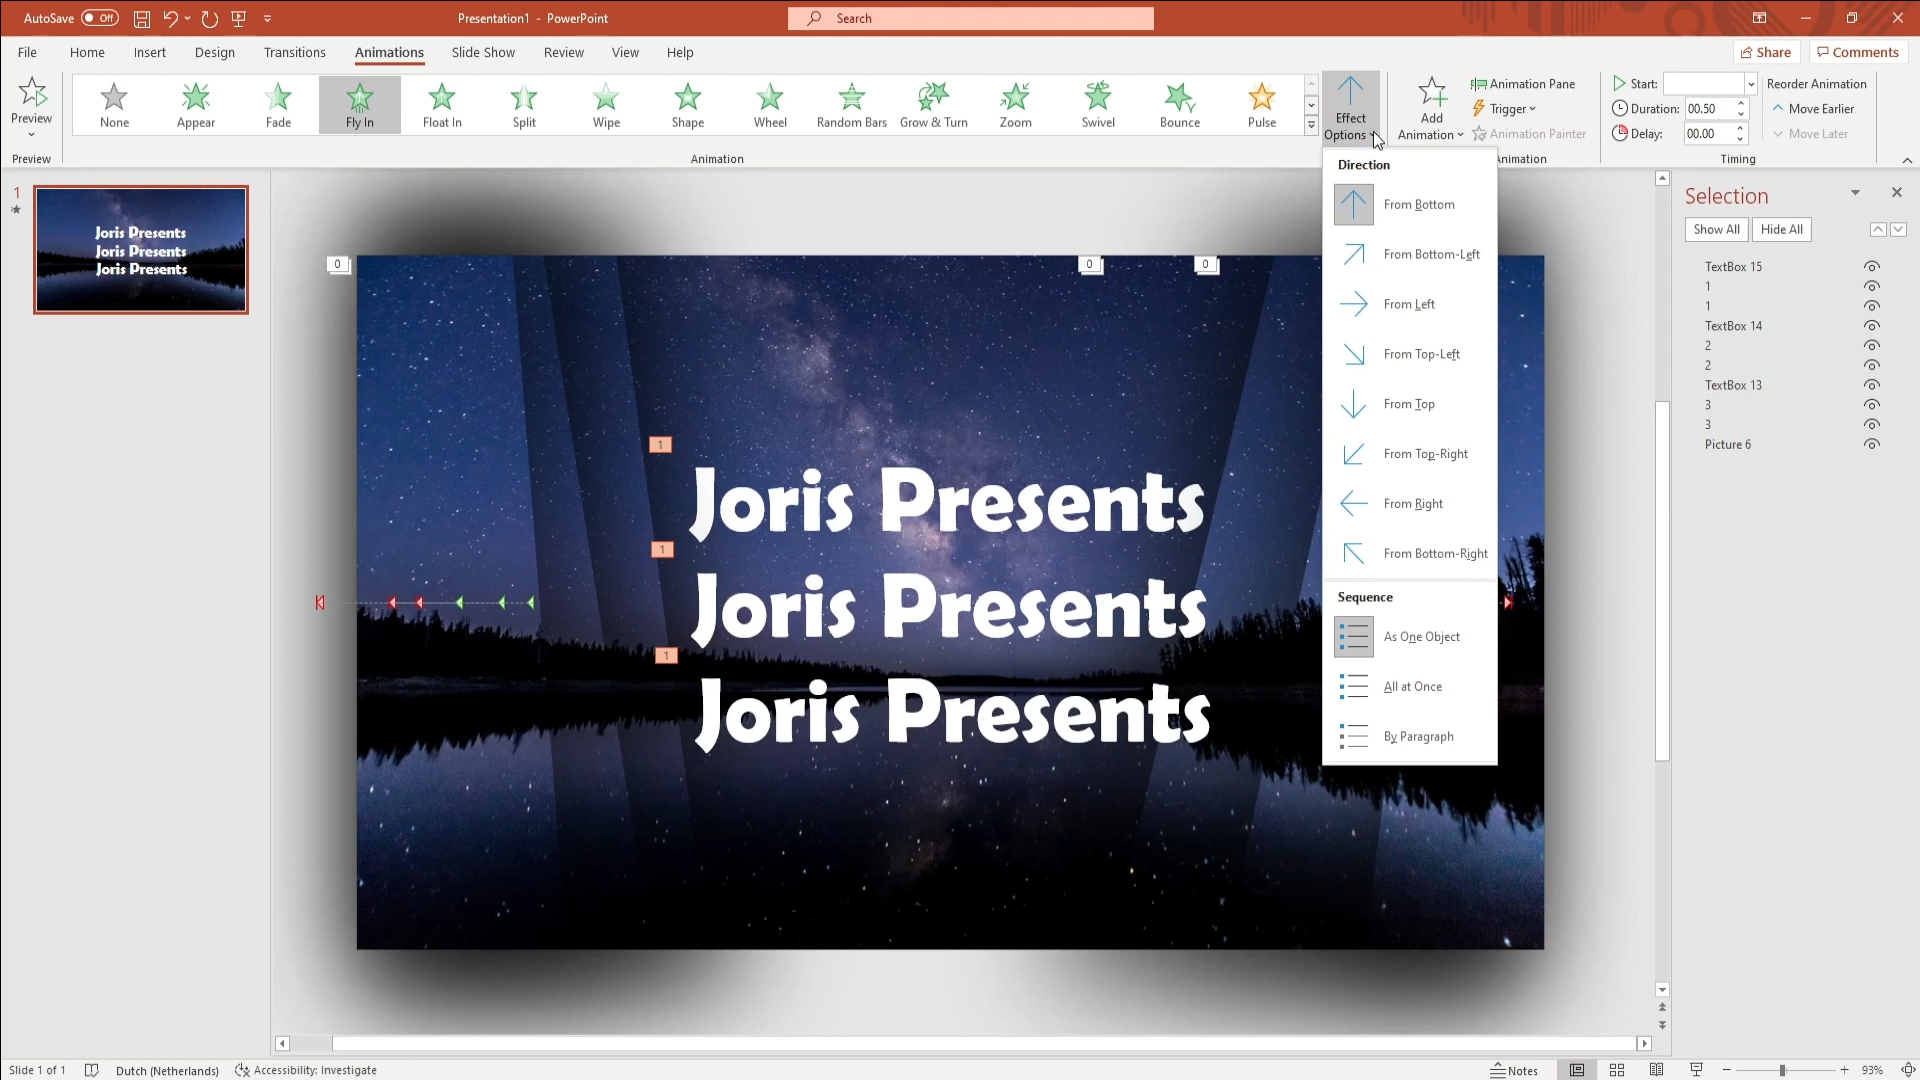 AutoSave Off Presentation1 - PowerPoint Search
File Home Insert Design Transitions Animations Slide Show Review View Help Share Comments
Preview None Appear Fade Fly In Float In Split Wipe Shape Wheel Random Bars Grow & Turn Zoom Swivel Bounce Pulse
Effect Options Add Animation
Animation Pane
Trigger
Animation Painter
Start:
Duration: 00.50
Delay: 00.00
Reorder Animation
Move Earlier
Move Later
Preview Animation nimation Timing
1
Joris Presents
Joris Presents
Joris Presents
0 0 0
1
Joris Presents
1
Joris Presents
1
Joris Presents
Direction
From Bottom
From Bottom-Left
From Left
From Top-Left
From Top
From Top-Right
From Right
From Bottom-Right
Sequence
As One Object
All at Once
By Paragraph
Selection
Show All Hide All
TextBox 15
1
1
TextBox 14
2
2
TextBox 13
3
3
Picture 6
Slide 1 of 1 Dutch (Netherlands) Accessibility: Investigate Notes 93%